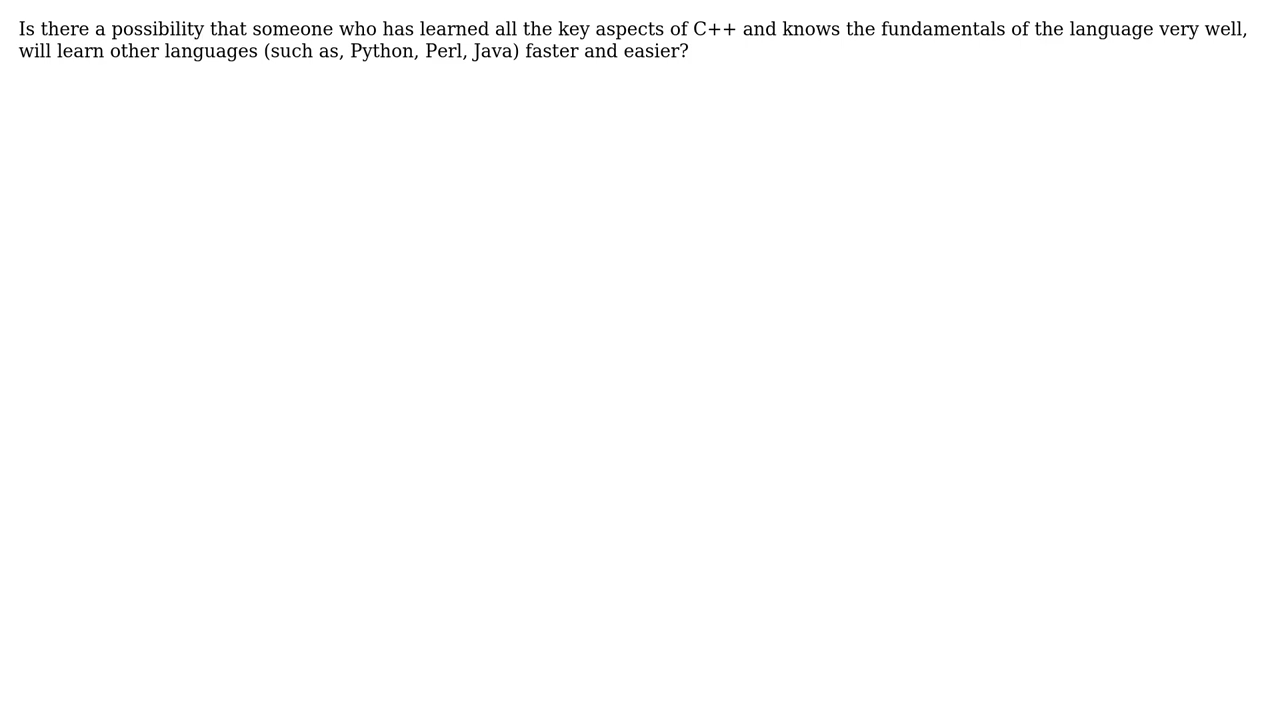 Is there a possibility that someone who has learned all the key aspects of C++ and knows the fundamentals of the language very well,
will learn other languages (such as, Python, Perl, Java) faster and easier?